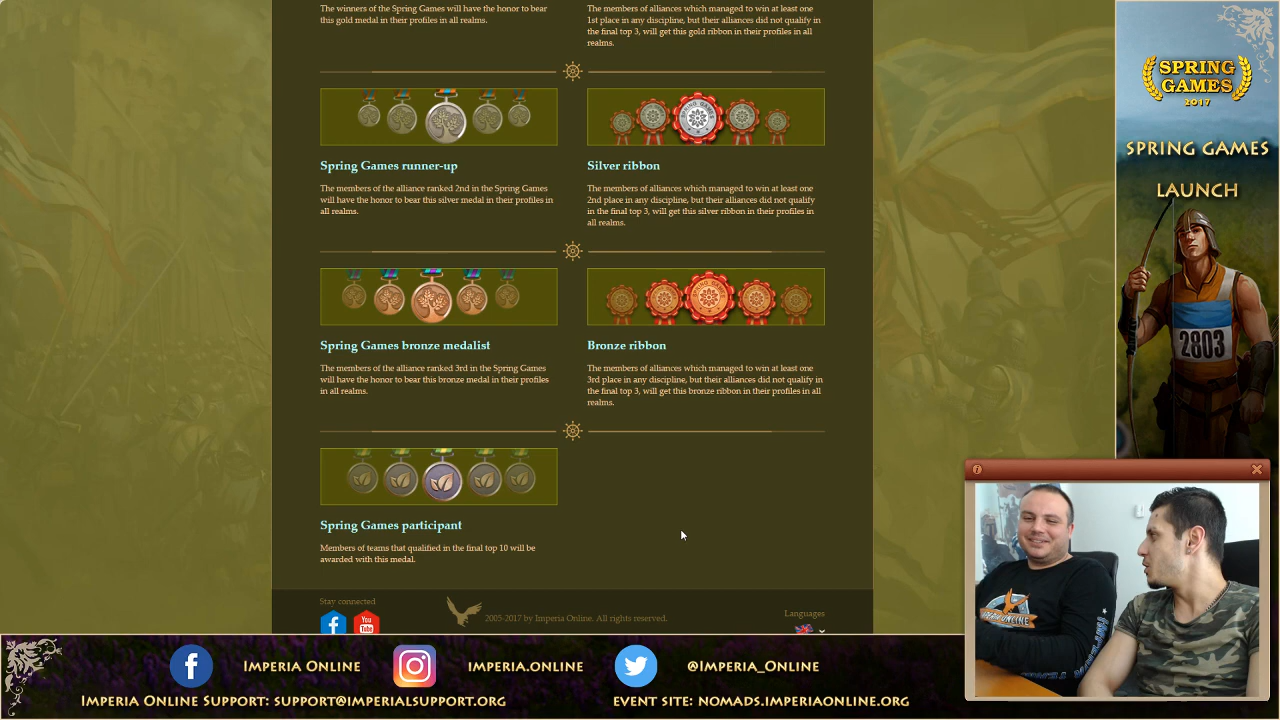 The winners of the Spring Games will have the honor to bear
this gold medal in their profiles in all realms.
The members of alliances which managed to win at least one
1st place in any discipline, but their alliances did not qualify in
the final top 3, will get this gold ribbon in their profiles in all
realms.
SPRING GAMES
Spring Games runner-up
The members of the alliance ranked 2nd in the Spring Games
will have the honor to bear this silver medal in their profiles in
all realms.
Silver ribbon
The members of alliances which managed to win at least one
2nd place in any discipline, but their alliances did not qualify
in the final top 3, will get this silver ribbon in their profiles in
all realms.
SPRING GAMES
Spring Games bronze medalist
The members of the alliance ranked 3rd in the Spring Games
will have the honor to bear this bronze medal in their profiles
in all realms.
Bronze ribbon
The members of alliances which managed to win at least one
3rd place in any discipline, but their alliances did not qualify in
the final top 3, will get this bronze ribbon in their profiles in all
realms.
Spring Games participant
Members of teams that qualified in the final top 10 will be
awarded with this medal.
Stay connected
You
Tube
2005-2017 by Imperia Online. All rights reserved.
Languages
SPRING
GAMES
2017
SPRING GAMES
LAUNCH
2803
IMPERIA ONLINE
IMPERIA.ONLINE
@IMPERIA_ONLINE
IMPERIA ONLINE SUPPORT: SUPPORT@IMPERIALSUPPORT.ORG
EVENT SITE: NOMADS.IMPERIAONLINE.ORG